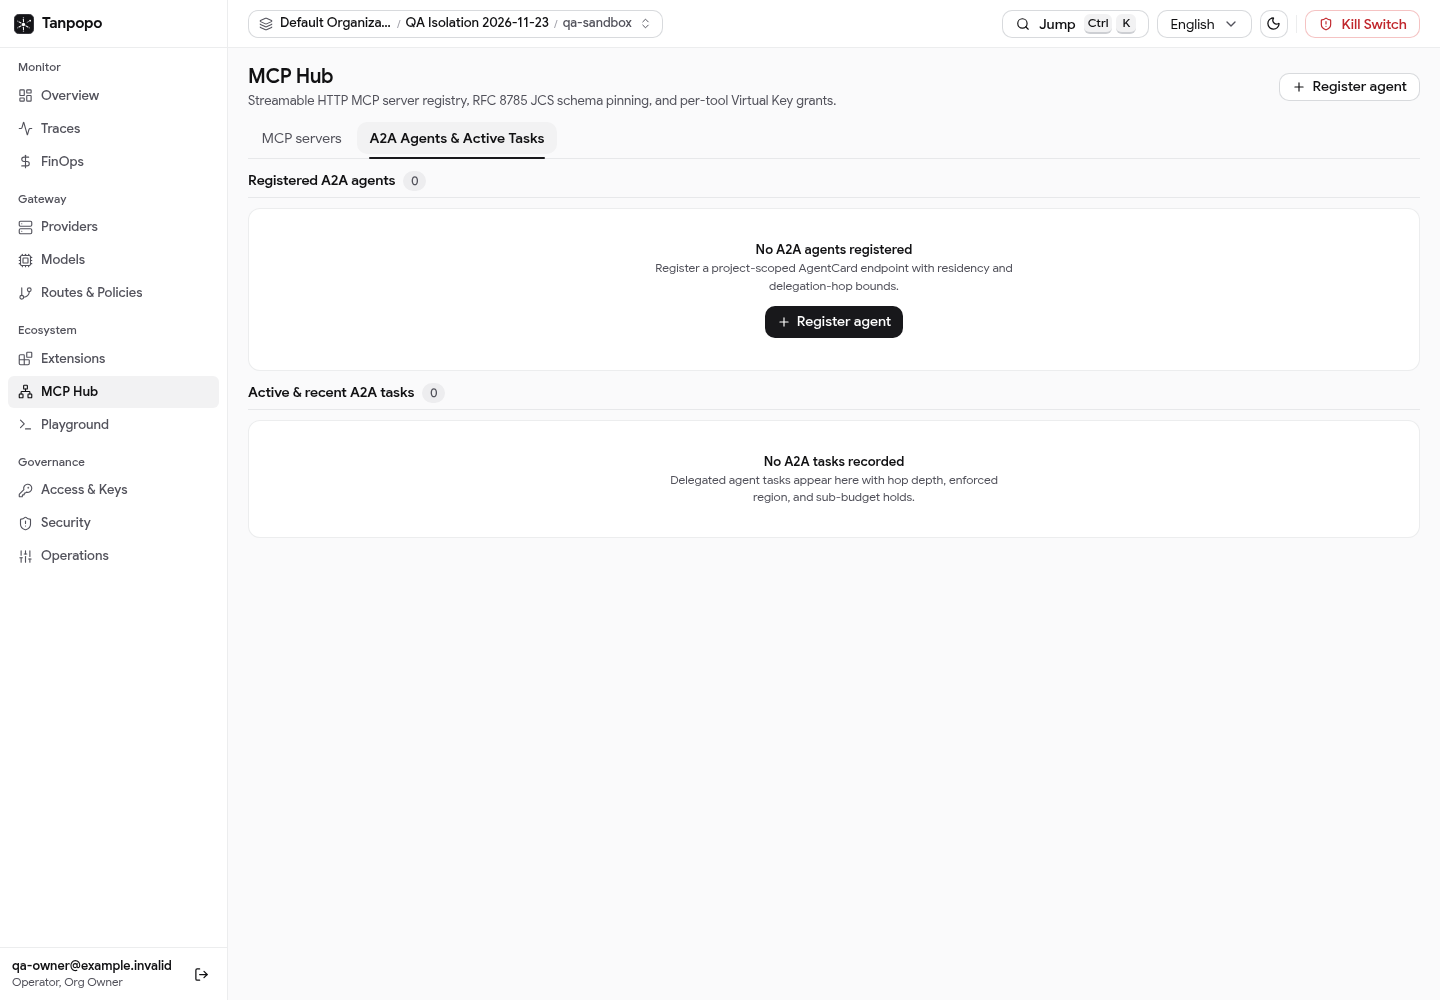 Tanpopo
Default Organiza... / QA Isolation 2026-11-23 / qa-sandbox
Jump Ctrl K
English
Kill Switch
Monitor
Overview
Traces
FinOps
Gateway
Providers
Models
Routes & Policies
Ecosystem
Extensions
MCP Hub
Playground
Governance
Access & Keys
Security
Operations
qa-owner@example.invalid
Operator, Org Owner
MCP Hub
Streamable HTTP MCP server registry, RFC 8785 JCS schema pinning, and per-tool Virtual Key grants.
Register agent
MCP servers
A2A Agents & Active Tasks
Registered A2A agents 0
No A2A agents registered
Register a project-scoped AgentCard endpoint with residency and
delegation-hop bounds.
Register agent
Active & recent A2A tasks 0
No A2A tasks recorded
Delegated agent tasks appear here with hop depth, enforced
region, and sub-budget holds.